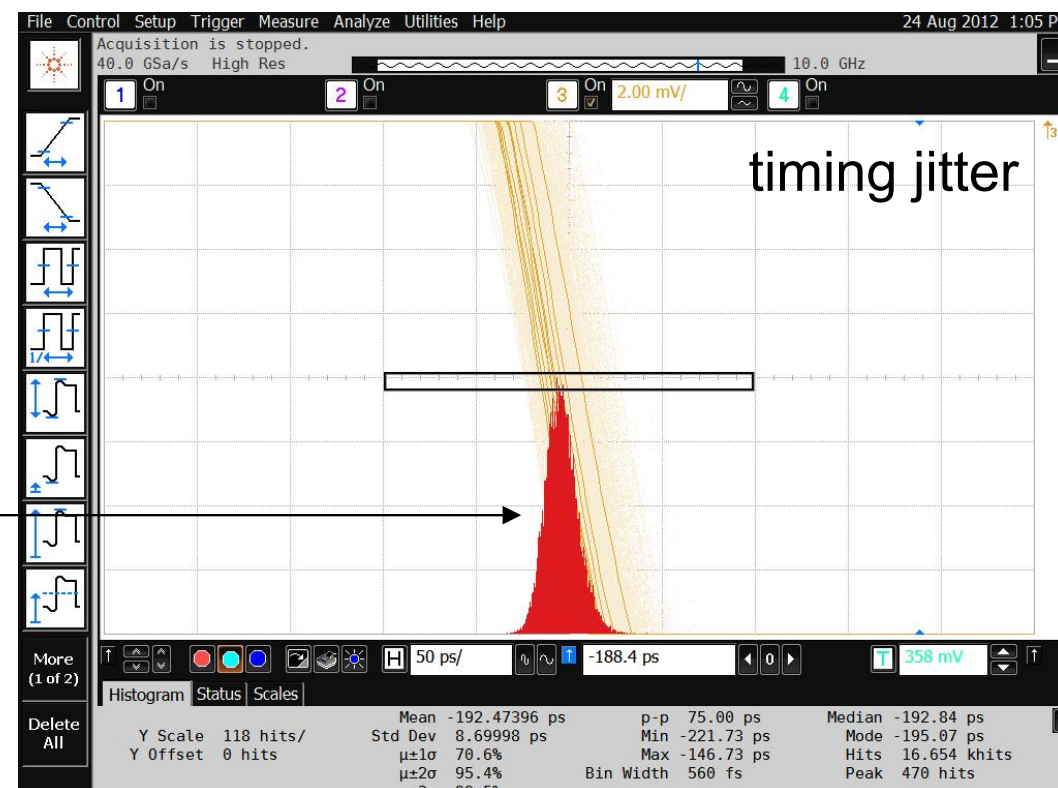 File Control Setup Trigger Measure Analyze Utilities Help 24 Aug 2012 1:05 P
Acquisition is stopped.
40.0 GSa/s High Res 10.0 GHz
1 On 2 On 3 On 2.00 mV/ 4 On
3
timing jitter
1/
More
(1 of 2)
Delete
All
H 50 ps/ -188.4 ps 0 T 358 mV
Histogram Status Scales
Mean -192.47396 ps p-p 75.00 ps Median -192.84 ps
Y Scale 118 hits/ Std Dev 8.69998 ps Min -221.73 ps Mode -195.07 ps
Y Offset 0 hits µ±1σ 70.6% Max -146.73 ps Hits 16.654 khits
µ±2σ 95.4% Bin Width 560 fs Peak 470 hits